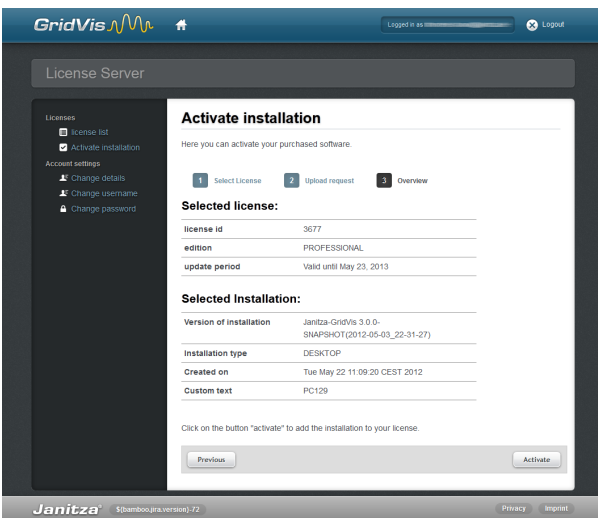 GridVis
Logged in as
Logout
License Server
Licenses
license list
Activate installation
Account settings
Change details
Change username
Change password
Activate installation
Here you can activate your purchased software.
1 Select License 2 Upload request 3 Overview
Selected license:
license id 3677
edition PROFESSIONAL
update period Valid until May 23, 2013
Selected Installation:
Version of installation Janitza-GridVis 3.0.0-
SNAPSHOT(2012-05-03_22-31-27)
Installation type DESKTOP
Created on Tue May 22 11:09:20 CEST 2012
Custom text PC129
Click on the button "activate" to add the installation to your license.
Previous Activate
Janitza® $(bamboo.jira.version)-72 Privacy Imprint